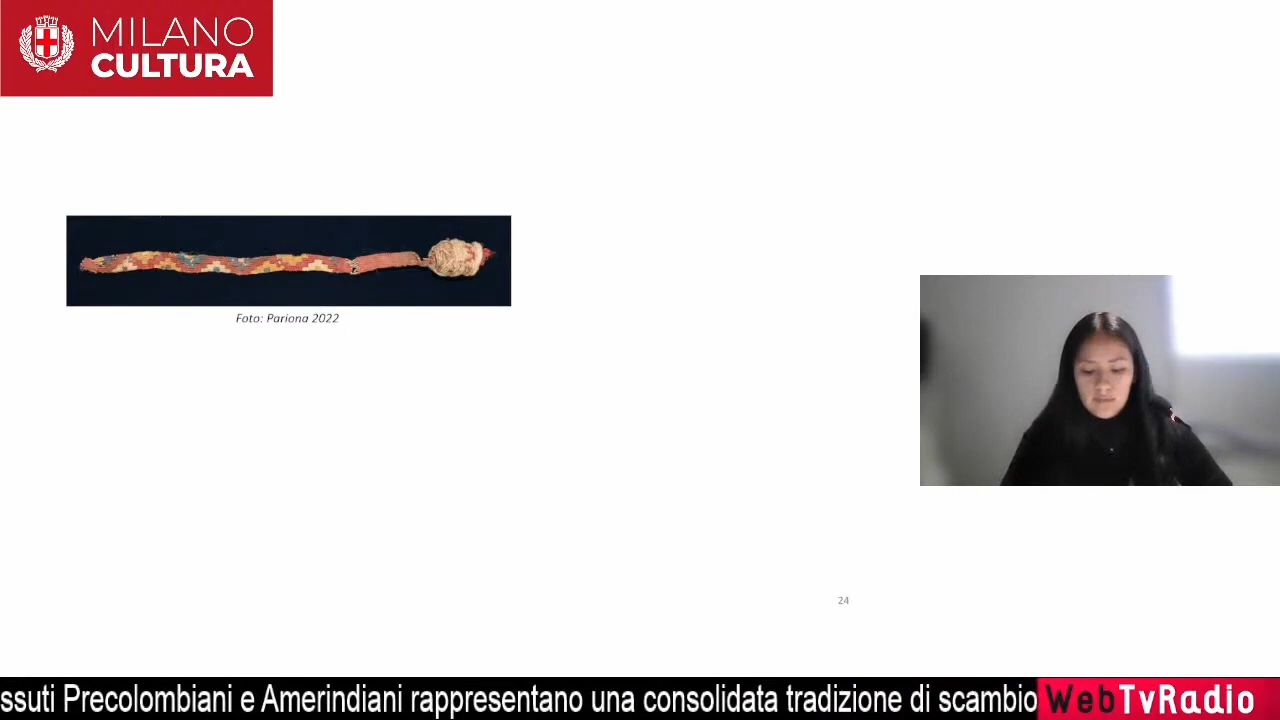 MILANO
CULTURA
Foto: Pariona 2022
24
ssuti Precolombiani e Amerindiani rappresentano una consolidata tradizione di scambio
WebTvRadio